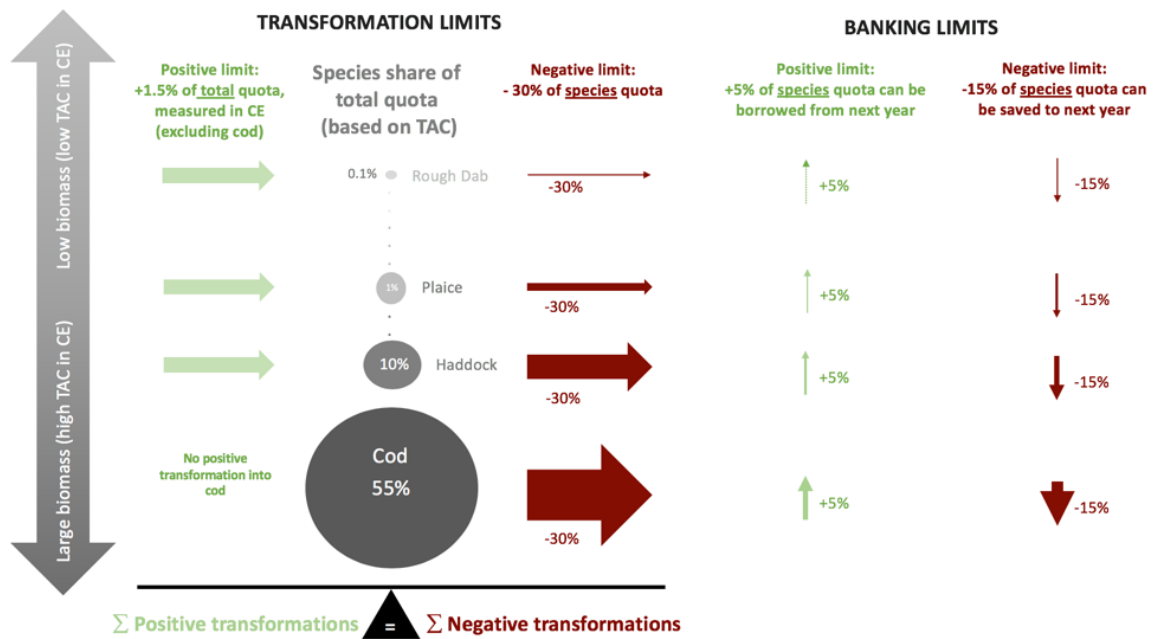 TRANSFORMATION LIMITS
BANKING LIMITS
Low biomass (low TAC in CE)
Large biomass (high TAC in CE)
Positive limit:
+1.5% of total quota,
measured in CE
(excluding cod)
Species share of
total quota
(based on TAC)
Negative limit:
- 30% of species quota
Positive limit:
+5% of species quota can be
borrowed from next year
Negative limit:
-15% of species quota can
be saved to next year
0.1%
Rough Dab
-30%
+5%
-15%
1%
Plaice
-30%
+5%
-15%
10%
Haddock
-30%
+5%
-15%
No positive
transformation into
cod
Cod
55%
-30%
+5%
-15%
∑ Positive transformations = ∑ Negative transformations